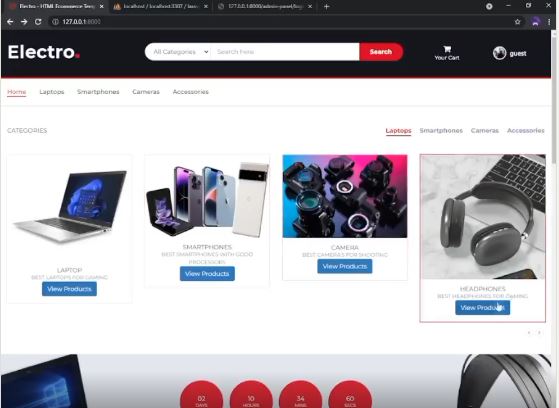 Electro - HTML Ecommerce Temp
localhost / localhost:3307 /
127.0.0.1:8000/admin-panel/log
127.0.0.1:8000
Electro.
All Categories
Search here
Search
Your Cart
guest
Home
Laptops
Smartphones
Cameras
Accessories
CATEGORIES
Laptops
Smartphones
Cameras
Accessories
LAPTOP
BEST LAPTOPS FOR GAMING
View Products
SMARTPHONES
BEST SMARTPHONES WITH GOOD
PROCESSORS
View Products
CAMERA
BEST CAMERAS FOR SHOOTING
View Products
HEADPHONES
BEST HEADPHONES FOR GAMING
View Products
02
DAYS
10
HOURS
34
MINS
60
SECS